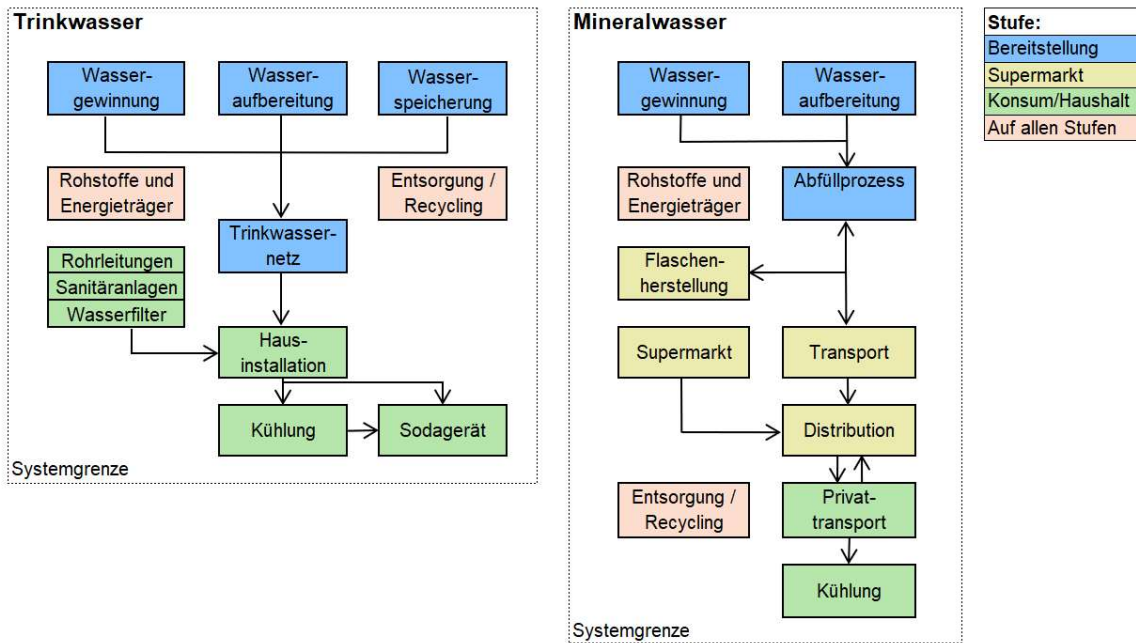 Trinkwasser
Wasser-
gewinnung
Wasser-
aufbereitung
Wasser-
speicherung
Rohstoffe und
Energieträger
Entsorgung /
Recycling
Trinkwasser-
netz
Rohrleitungen
Sanitäranlagen
Wasserfilter
Haus-
installation
Kühlung
Sodagerät
Systemgrenze
Mineralwasser
Wasser-
gewinnung
Wasser-
aufbereitung
Rohstoffe und
Energieträger
Abfüllprozess
Flaschen-
herstellung
Supermarkt
Transport
Distribution
Entsorgung /
Recycling
Privat-
transport
Kühlung
Systemgrenze
Stufe:
Bereitstellung
Supermarkt
Konsum/Haushalt
Auf allen Stufen